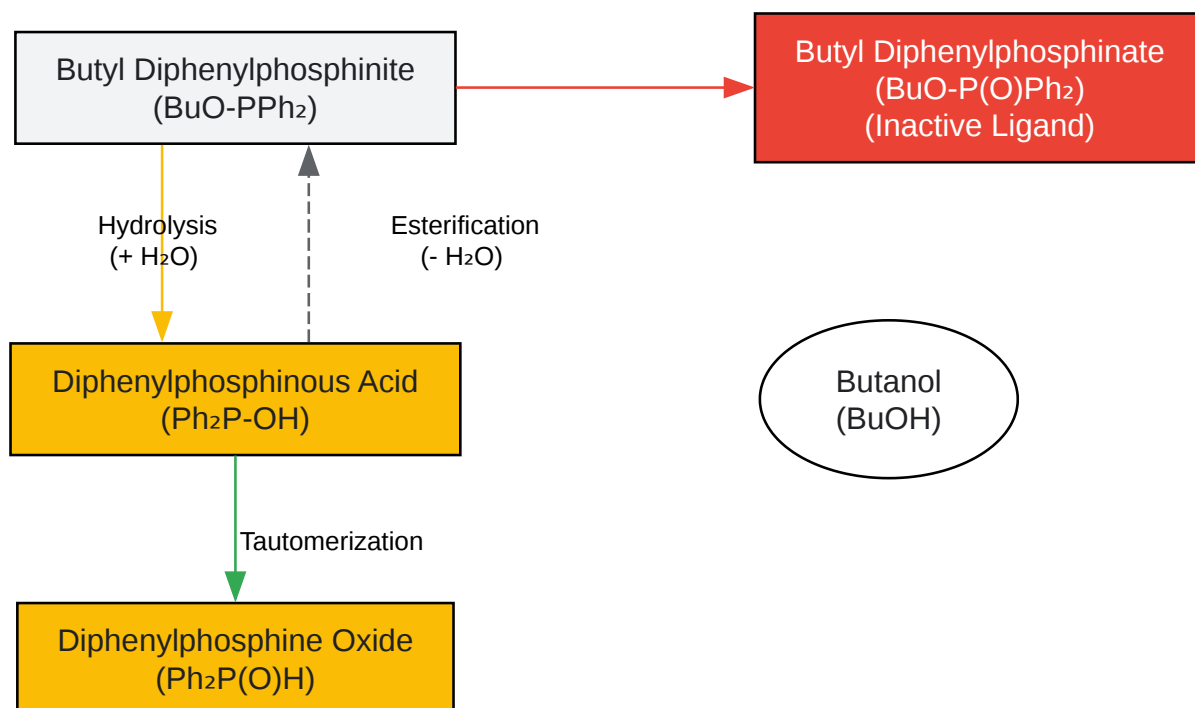 Butyl Diphenylphosphinite
(BuO-PPh₂)
Butyl Diphenylphosphinate
(BuO-P(O)Ph₂)
(Inactive Ligand)
Hydrolysis
(+ H₂O)
Esterification
(- H₂O)
Diphenylphosphinous Acid
(Ph₂P-OH)
Butanol
(BuOH)
Tautomerization
Diphenylphosphine Oxide
(Ph₂P(O)H)